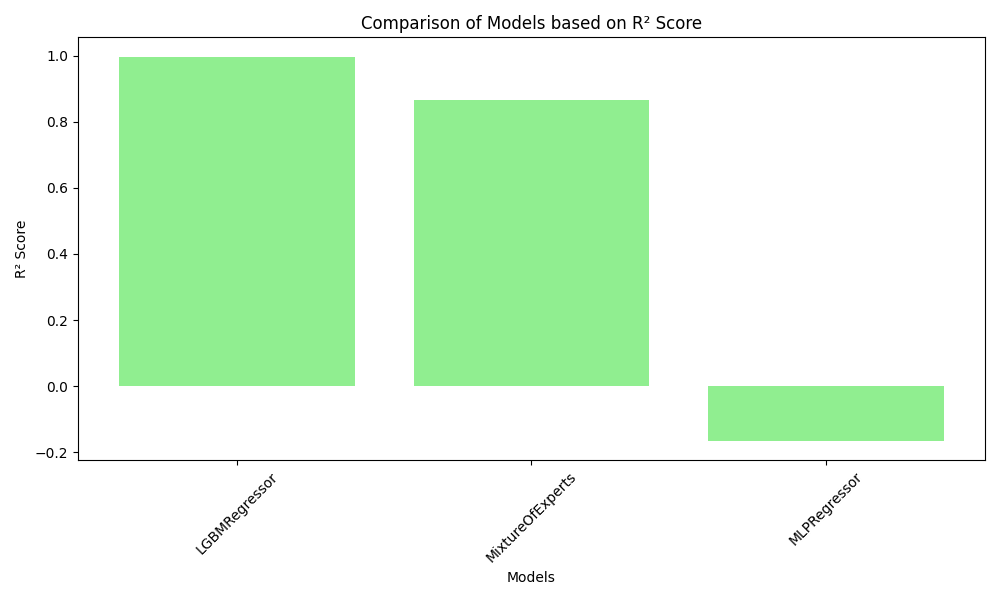 Comparison of Models based on R² Score
R² Score
1.0
0.8
0.6
0.4
0.2
0.0
−0.2
LGBMRegressor
MixtureOfExperts
MLPRegressor
Models